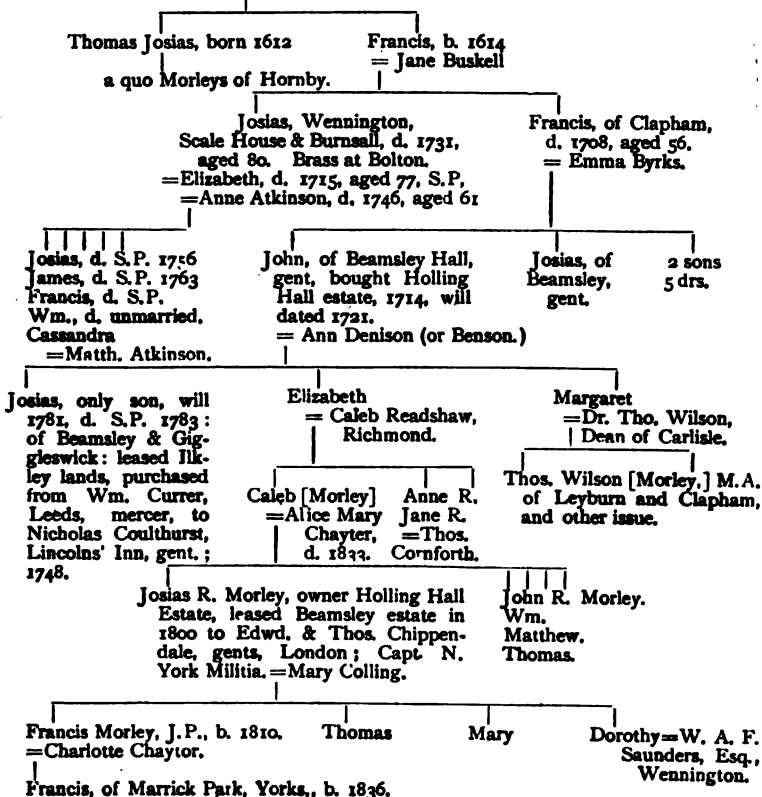 Thomas Josias, born 1612
a quo Morleys of Hornby.
Francis, b. 1614
= Jane Buskell
Josias, Wennington,
Scale House & Burnsall, d. 1731,
aged 80. Brass at Bolton.
=Elizabeth, d. 1715, aged 77, S.P,
=Anne Atkinson, d. 1746, aged 61
Francis, of Clapham,
d. 1708, aged 56.
= Emma Byrks.
Josias, d. S.P. 1756
James, d. S.P. 1763
Francis, d. S.P.
Wm., d. unmarried.
Cassandra
=Matth. Atkinson.
John, of Beamsley Hall,
gent, bought Holling
Hall estate, 1714, will
dated 1721.
= Ann Denison (or Benson.)
Josias, of
Beamsley,
gent.
2 sons
5 drs.
Josias, only son, will
1781, d. S.P. 1783 :
of Beamsley & Gig-
gleswick : leased Ilk-
ley lands, purchased
from Wm. Currer,
Leeds, mercer, to
Nicholas Coulthurst,
Lincolns' Inn, gent. ;
1748.
Elizabeth
= Caleb Readshaw,
Richmond.
Margaret
=Dr. Tho. Wilson,
Dean of Carlisle.
Caleb [Morley]
=Alice Mary
Chayter,
d. 1832.
Anne R.
Jane R.
=Thos.
Cornforth.
Thos. Wilson [Morley,] M.A.
of Leyburn and Clapham,
and other issue.
Josias R. Morley, owner Holling Hall
Estate, leased Beamsley estate in
1800 to Edwd. & Thos. Chippen-
dale, gents, London ; Capt. N.
York Militia.=Mary Colling.
John R. Morley.
Wm.
Matthew.
Thomas.
Francis Morley, J.P., b. 1810.
=Charlotte Chaytor.
Thomas
Mary
Dorothy=W. A. F.
Saunders, Esq.,
Wennington.
Francis, of Marrick Park, Yorks., b. 1836.